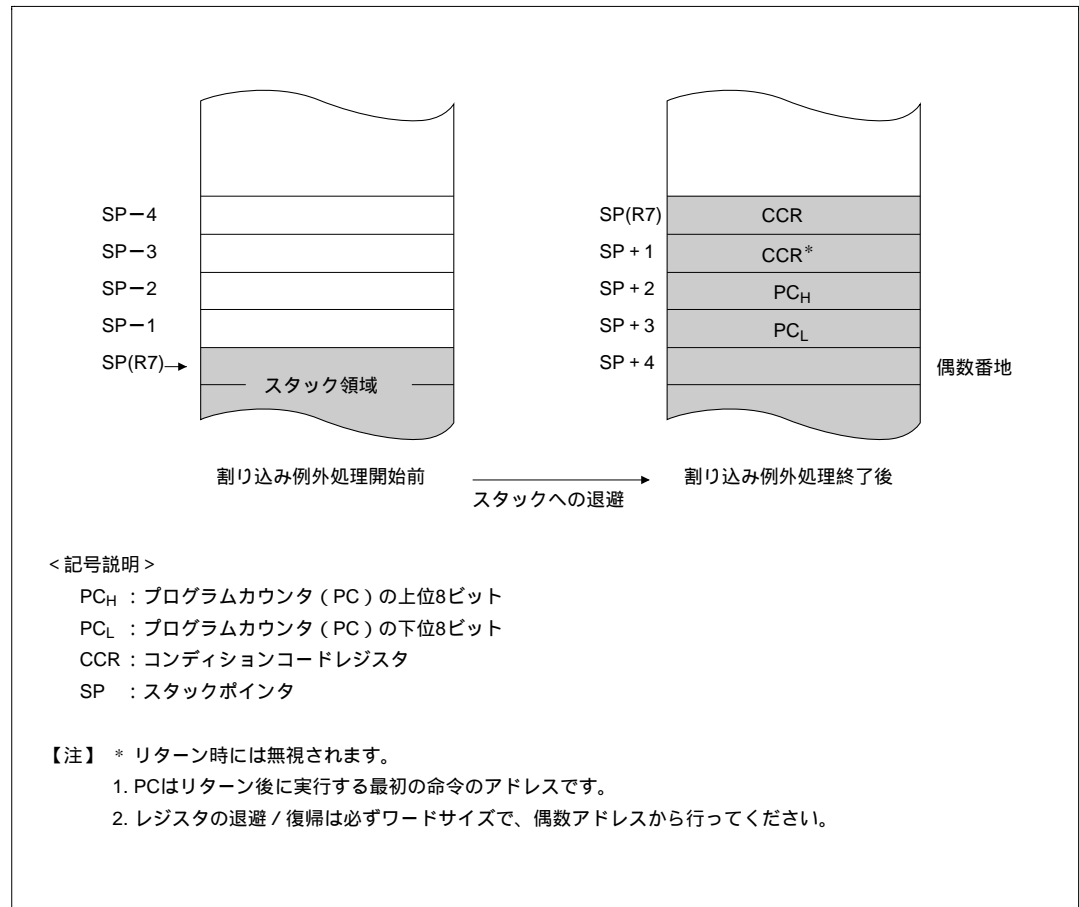 SP－4
SP－3
SP－2
SP－1
SP(R7)
スタック領域
割り込み例外処理開始前
スタックへの退避
SP(R7) CCR
SP + 1 CCR*
SP + 2 PCH
SP + 3 PCL
SP + 4
偶数番地
割り込み例外処理終了後
＜記号説明＞
PCH ：プログラムカウンタ（PC）の上位8ビット
PCL ：プログラムカウンタ（PC）の下位8ビット
CCR：コンディションコードレジスタ
SP ：スタックポインタ
【注】 * リターン時には無視されます。
1. PCはリターン後に実行する最初の命令のアドレスです。
2. レジスタの退避／復帰は必ずワードサイズで、偶数アドレスから行ってください。